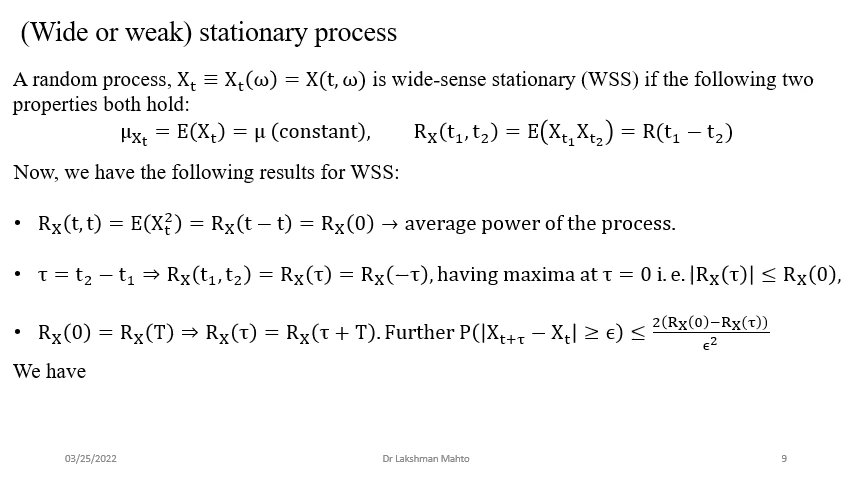 (Wide or weak) stationary process
A random process, Xₜ ≡ Xₜ(ω) = X(t, ω) is wide-sense stationary (WSS) if the following two
properties both hold:
μ_{Xₜ} = E(Xₜ) = μ (constant), R_X(t₁, t₂) = E(X_{t₁}X_{t₂}) = R(t₁ − t₂)
Now, we have the following results for WSS:
• R_X(t, t) = E(Xₜ²) = R_X(t − t) = R_X(0) → average power of the process.
• τ = t₂ − t₁ ⇒ R_X(t₁, t₂) = R_X(τ) = R_X(−τ), having maxima at τ = 0 i. e. |R_X(τ)| ≤ R_X(0),
• R_X(0) = R_X(T) ⇒ R_X(τ) = R_X(τ + T). Further P(|X_{t+τ} − Xₜ| ≥ ϵ) ≤ 2(R_X(0)−R_X(τ))/ϵ²
We have
03/25/2022 Dr Lakshman Mahto 9